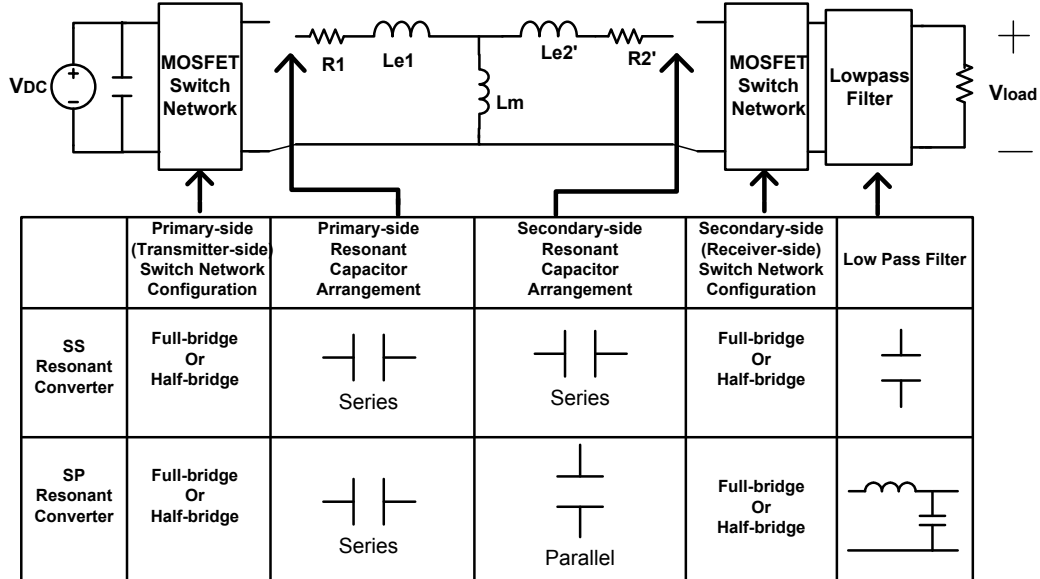 VDC
MOSFET
Switch
Network
R1
Le1
Le2'
R2'
Lm
MOSFET
Switch
Network
Lowpass
Filter
Vload
Primary-side
(Transmitter-side)
Switch Network
Configuration
Primary-side
Resonant
Capacitor
Arrangement
Secondary-side
Resonant
Capacitor
Arrangement
Secondary-side
(Receiver-side)
Switch Network
Configuration
Low Pass Filter
SS
Resonant
Converter
Full-bridge
Or
Half-bridge
Series
Series
Full-bridge
Or
Half-bridge
SP
Resonant
Converter
Full-bridge
Or
Half-bridge
Series
Parallel
Full-bridge
Or
Half-bridge